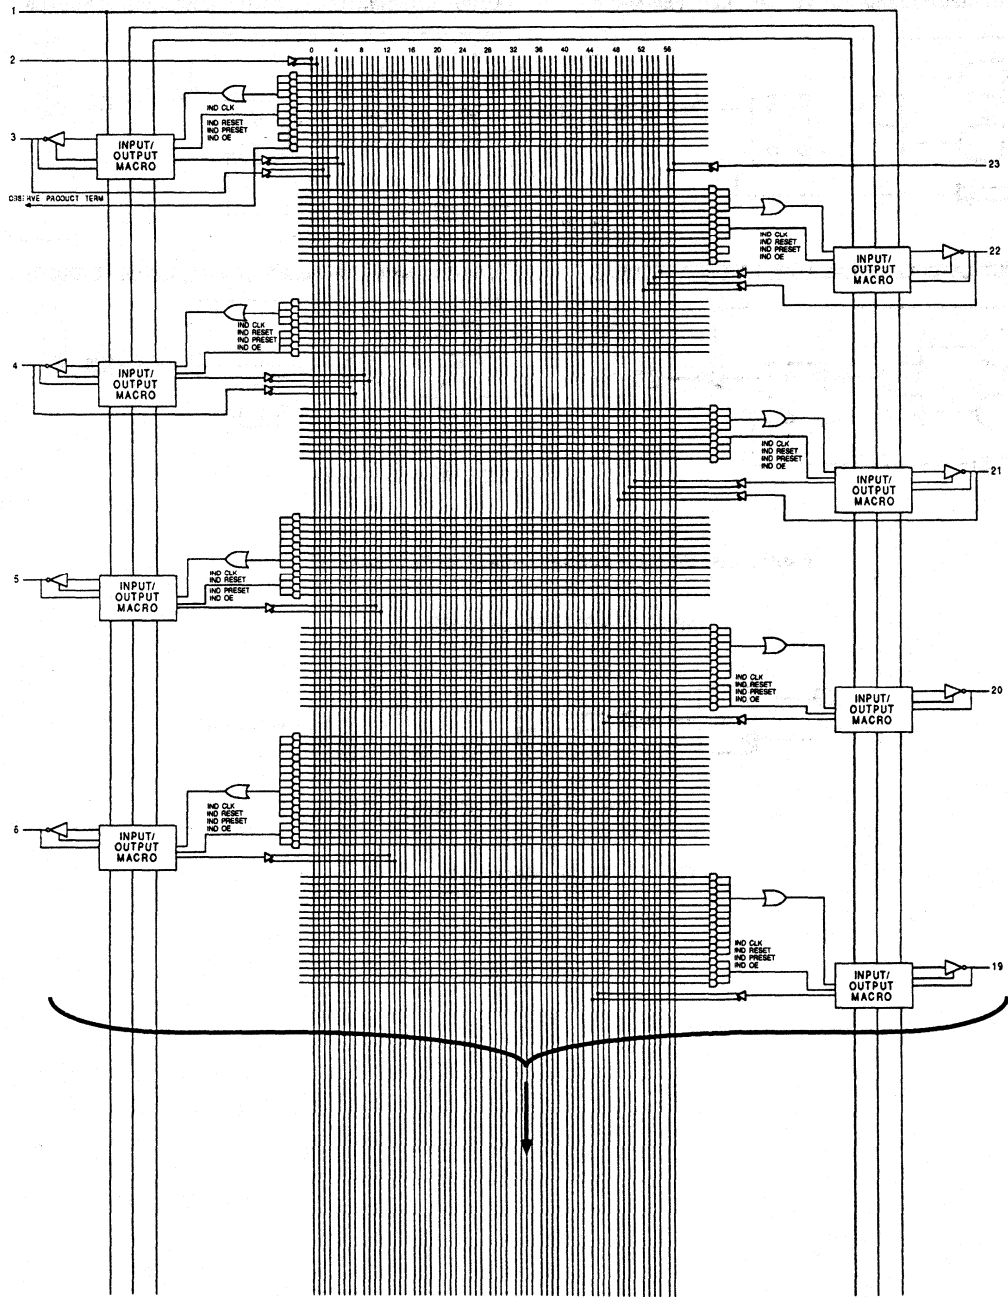 1
0 4 8 12 16 20 24 28 32 36 40 44 48 52 56
2
IND CLK
IND RESET
IND PRESET
IND OE
3
INPUT/
OUTPUT
MACRO
23
OBSERVE PRODUCT TERM
IND CLK
IND RESET
IND PRESET
IND OE
INPUT/
OUTPUT
MACRO
22
IND CLK
IND RESET
IND PRESET
IND OE
4
INPUT/
OUTPUT
MACRO
IND CLK
IND RESET
IND PRESET
IND OE
INPUT/
OUTPUT
MACRO
21
IND CLK
IND RESET
IND PRESET
IND OE
5
INPUT/
OUTPUT
MACRO
IND CLK
IND RESET
IND PRESET
IND OE
INPUT/
OUTPUT
MACRO
20
IND CLK
IND RESET
IND PRESET
IND OE
6
INPUT/
OUTPUT
MACRO
IND CLK
IND RESET
IND PRESET
IND OE
INPUT/
OUTPUT
MACRO
19